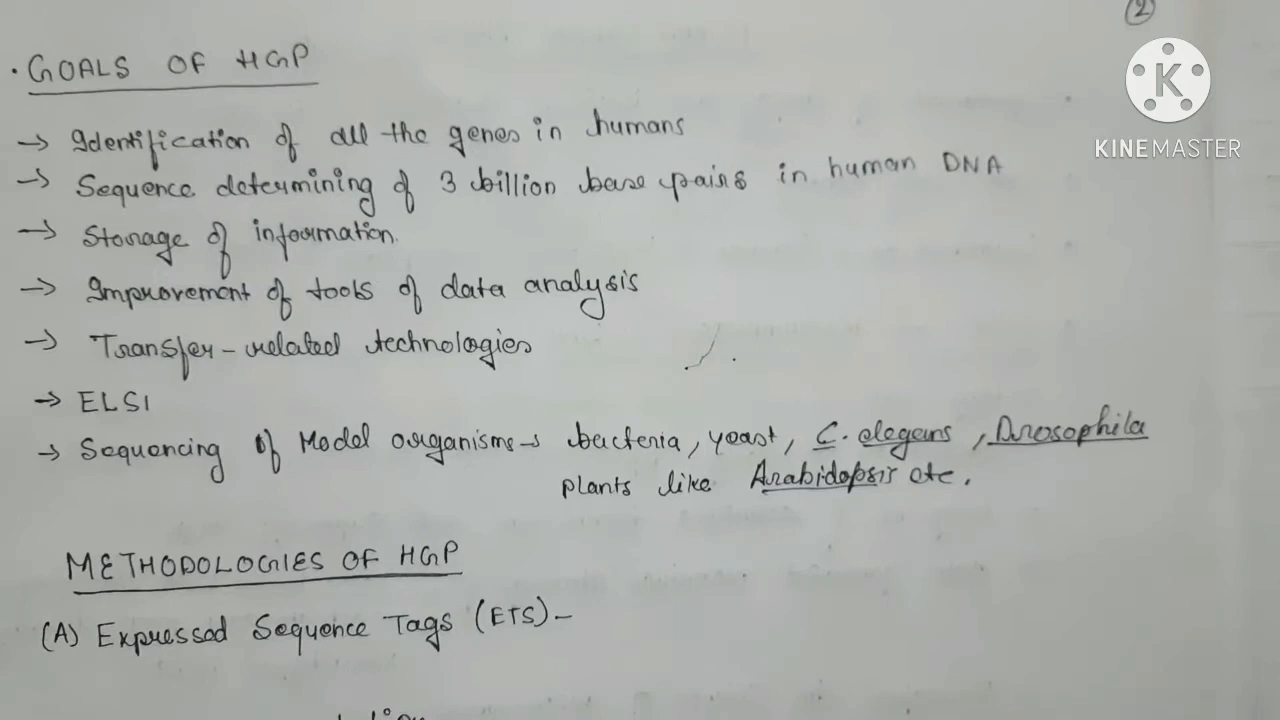 ②
. GOALS OF HGP
K
KINEMASTER
→ Identification of all the genes in humans
→ Sequence determining of 3 billion base pairs in human DNA
→ Storage of information.
→ Improvement of tools of data analysis
→ Transfer - related technologies
→ ELSI
→ Sequencing of Model organisms → bacteria, yeast, C. elegans, Drosophila
plants like Arabidopsis etc.
METHODOLOGIES OF HGP
(A) Expressed Sequence Tags (ETS) -